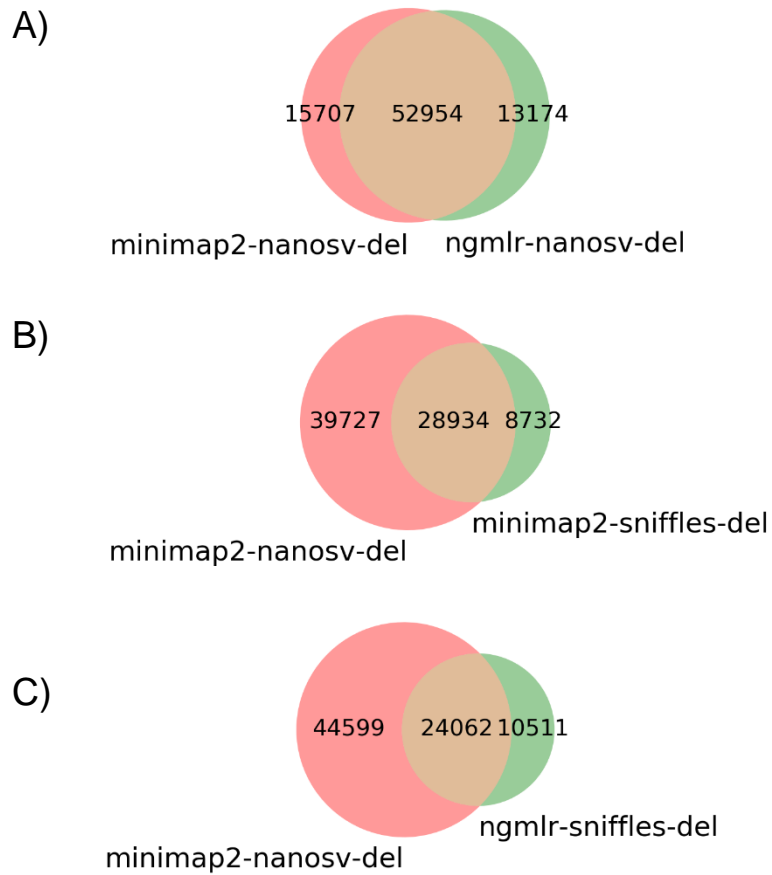 A)
15707 52954 13174
minimap2-nanosv-del ngmlr-nanosv-del
B)
39727 28934 8732
minimap2-sniffles-del
minimap2-nanosv-del
C)
44599 24062 10511
ngmlr-sniffles-del
minimap2-nanosv-del